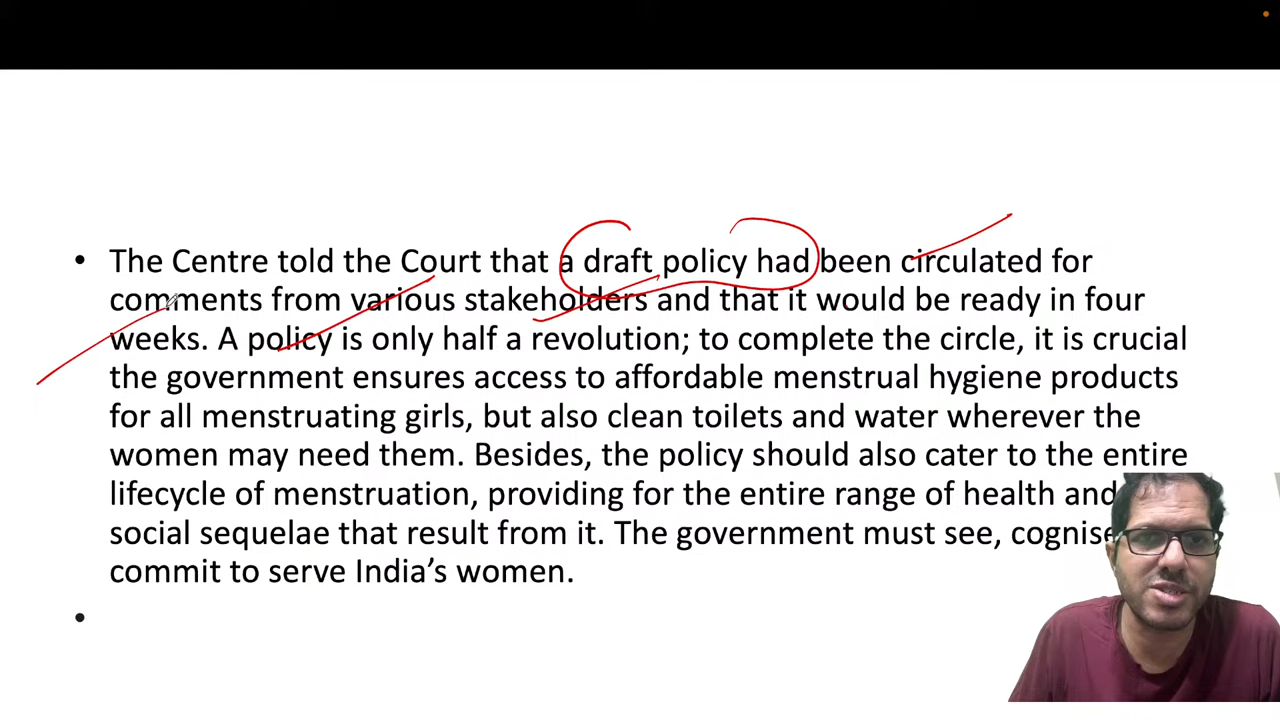 • The Centre told the Court that a draft policy had been circulated for
comments from various stakeholders and that it would be ready in four
weeks. A policy is only half a revolution; to complete the circle, it is crucial
the government ensures access to affordable menstrual hygiene products
for all menstruating girls, but also clean toilets and water wherever the
women may need them. Besides, the policy should also cater to the entire
lifecycle of menstruation, providing for the entire range of health and
social sequelae that result from it. The government must see, cognise
commit to serve India’s women.
•